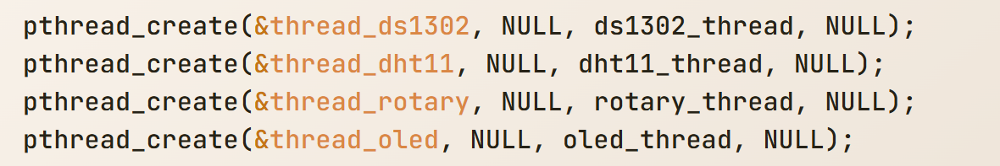 pthread_create(&thread_ds1302, NULL, ds1302_thread, NULL);
pthread_create(&thread_dht11, NULL, dht11_thread, NULL);
pthread_create(&thread_rotary, NULL, rotary_thread, NULL);
pthread_create(&thread_oled, NULL, oled_thread, NULL);